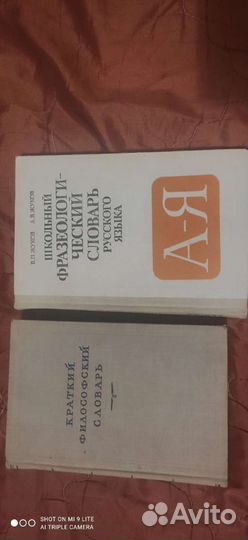 В.П.ЖУКОВ А.В.ЖУКОВ
ШКОЛЬНЫЙ
ФРАЗЕОЛОГИ-
ЧЕСКИЙ
СЛОВАРЬ
РУССКОГО
ЯЗЫКА
А-Я
КРАТКИЙ
ФИЛОСОФСКИЙ
СЛОВАРЬ
SHOT ON MI 9 LITE
AI TRIPLE CAMERA
Avito